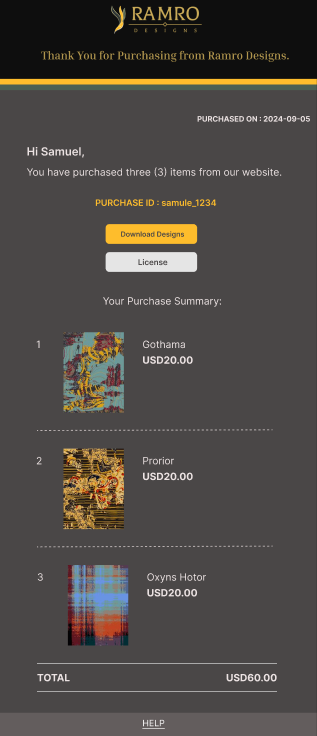 RAMRO
DESIGNS
Thank You for Purchasing from Ramro Designs.
PURCHASED ON : 2024-09-05
Hi Samuel,
You have purchased three (3) items from our website.
PURCHASE ID : samule_1234
Download Designs
License
Your Purchase Summary:
1 Gothama
USD20.00
2 Prorior
USD20.00
3 Oxyns Hotor
USD20.00
TOTAL USD60.00
HELP